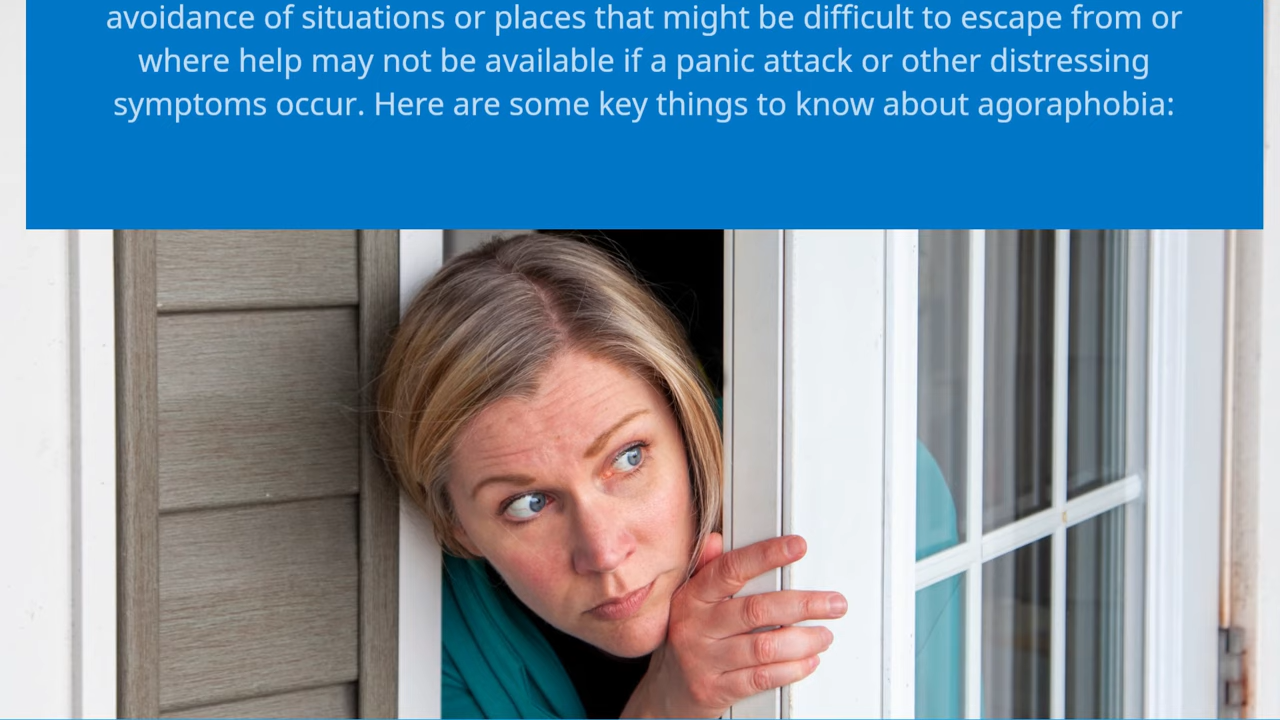 avoidance of situations or places that might be difficult to escape from or
where help may not be available if a panic attack or other distressing
symptoms occur. Here are some key things to know about agoraphobia: